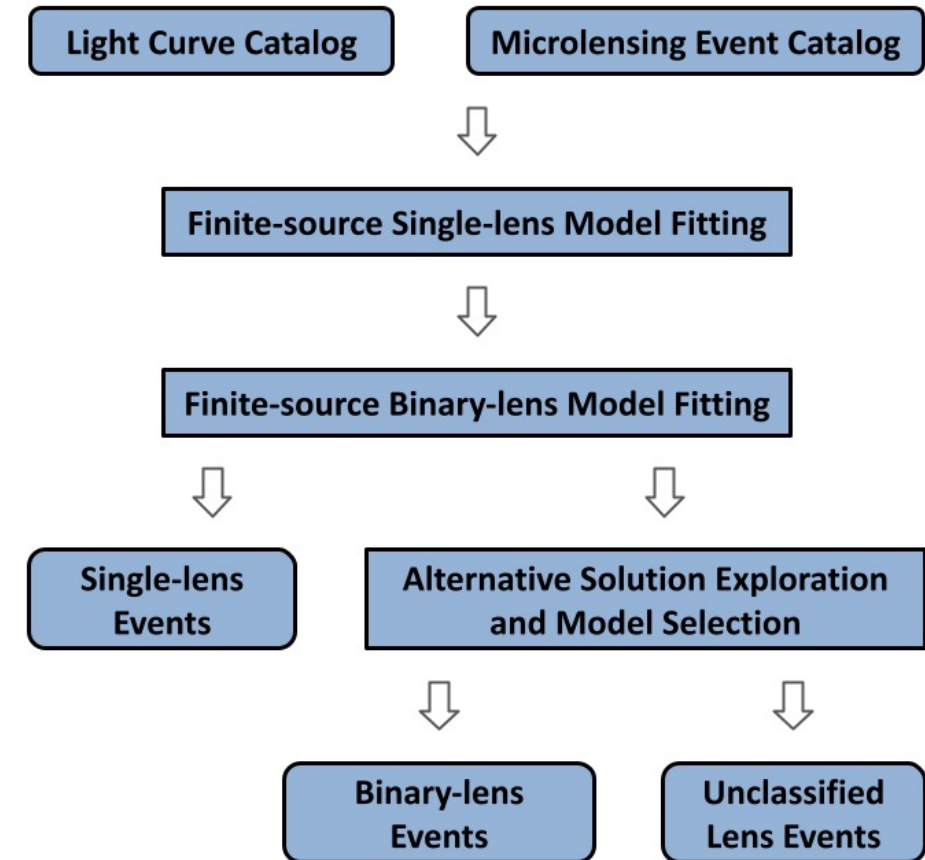 Light Curve Catalog
Microlensing Event Catalog
Finite-source Single-lens Model Fitting
Finite-source Binary-lens Model Fitting
Single-lens
Events
Alternative Solution Exploration
and Model Selection
Binary-lens
Events
Unclassified
Lens Events